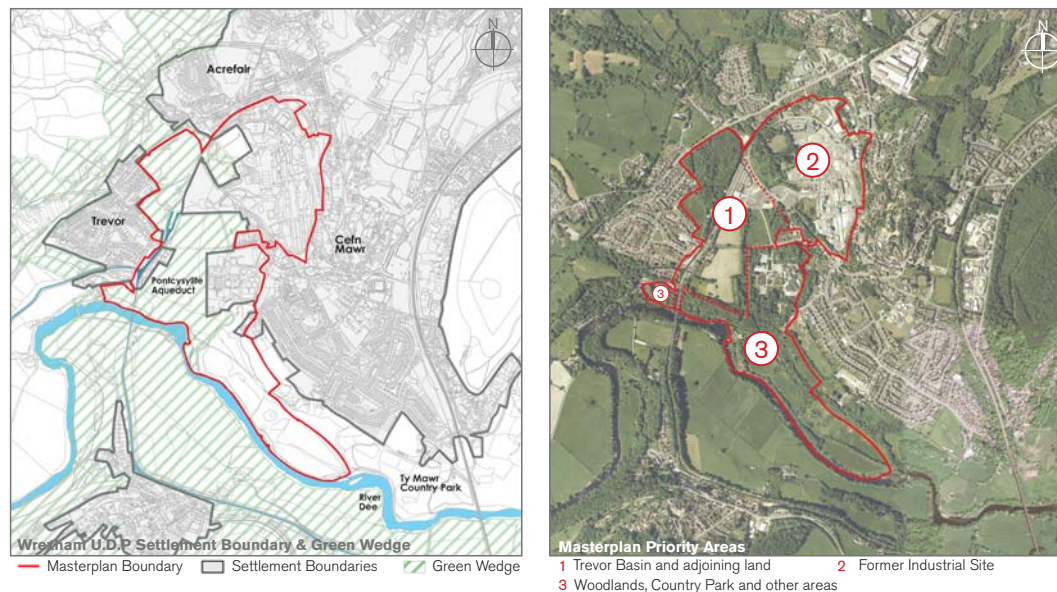 N
Acrefair
Trevor
Cefn
Mawr
Pontcysyllte
Aqueduct
Ty Mawr
Country Park
River
Dee
Wrexham U.D.P Settlement Boundary & Green Wedge
Masterplan Boundary
Settlement Boundaries
Green Wedge
N
2
1
3
3
Masterplan Priority Areas
1 Trevor Basin and adjoining land
2 Former Industrial Site
3 Woodlands, Country Park and other areas